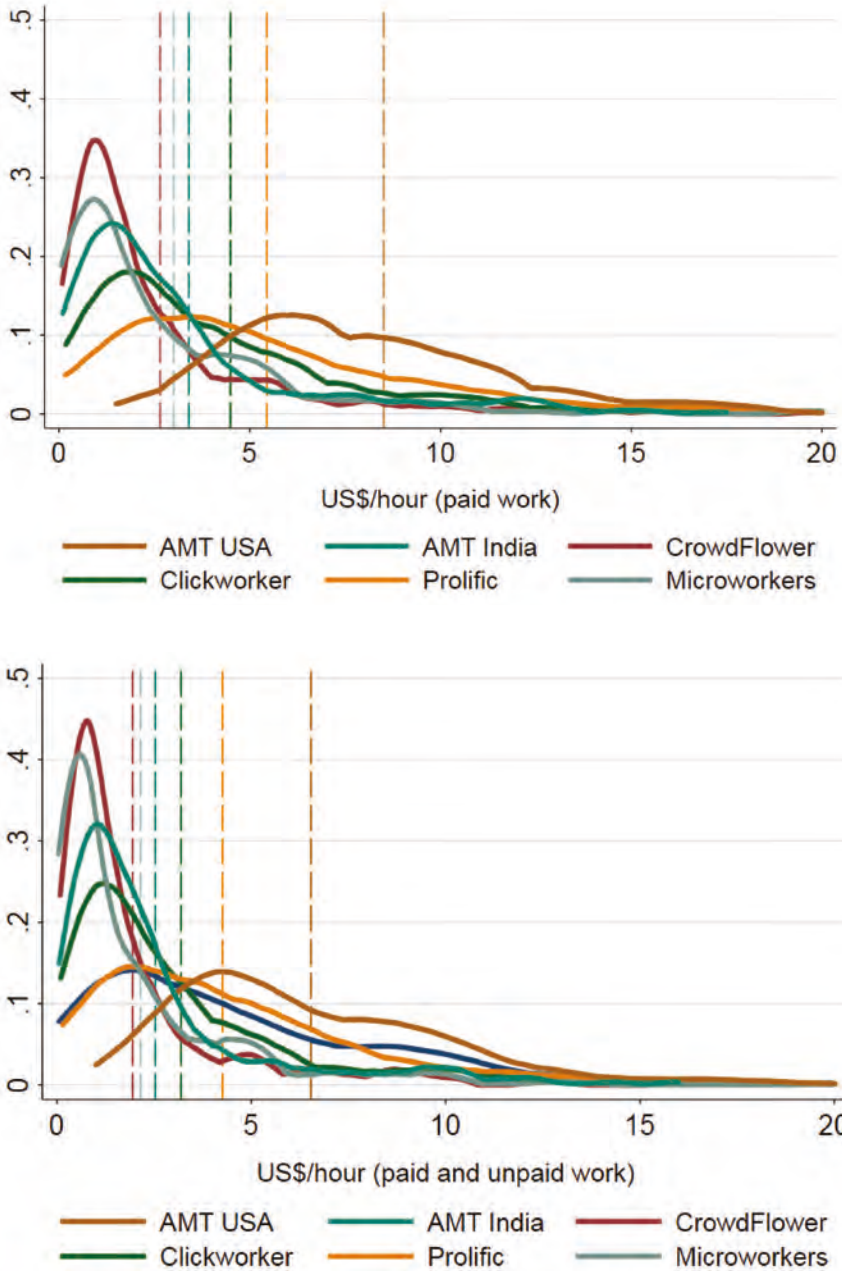 .5
.4
.3
.2
.1
0
0 5 10 15 20
US$/hour (paid work)
AMT USA AMT India CrowdFlower
Clickworker Prolific Microworkers
.5
.4
.3
.2
.1
0
0 5 10 15 20
US$/hour (paid and unpaid work)
AMT USA AMT India CrowdFlower
Clickworker Prolific Microworkers